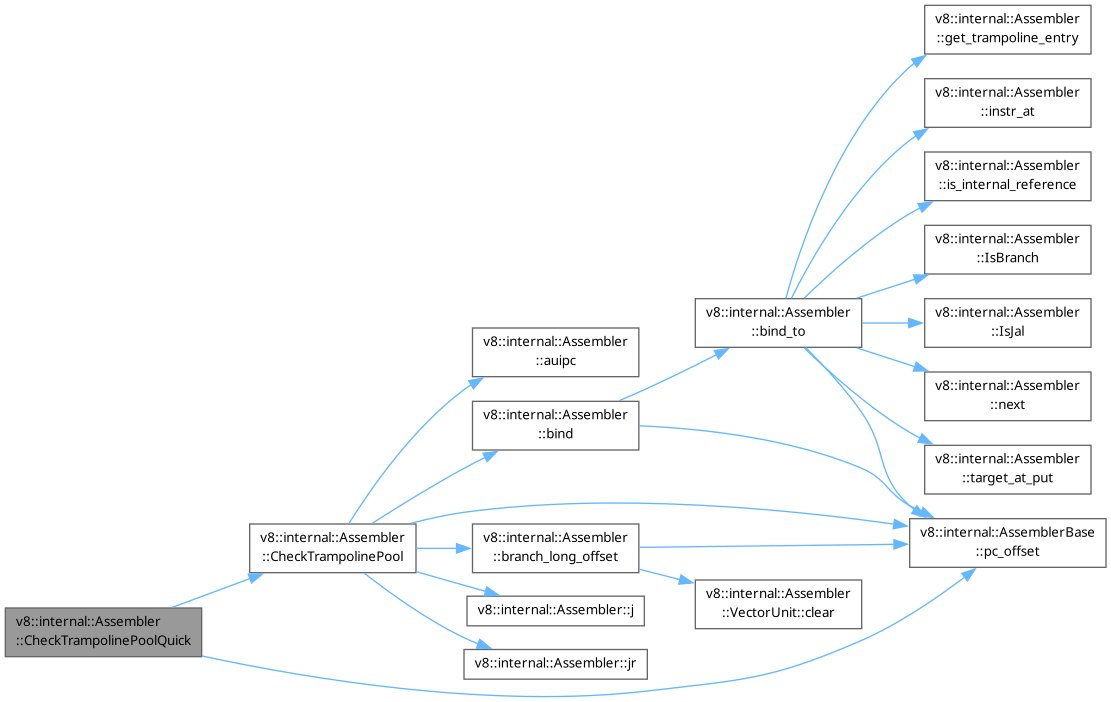 v8::internal::Assembler
::get_trampoline_entry
v8::internal::Assembler
::instr_at
v8::internal::Assembler
::is_internal_reference
v8::internal::Assembler
::IsBranch
v8::internal::Assembler
::bind_to
v8::internal::Assembler
::IsJal
v8::internal::Assembler
::auipc
v8::internal::Assembler
::next
v8::internal::Assembler
::bind
v8::internal::Assembler
::target_at_put
v8::internal::Assembler
::CheckTrampolinePool
v8::internal::Assembler
::branch_long_offset
v8::internal::AssemblerBase
::pc_offset
v8::internal::Assembler::j
v8::internal::Assembler
::VectorUnit::clear
v8::internal::Assembler
::CheckTrampolinePoolQuick
v8::internal::Assembler::jr